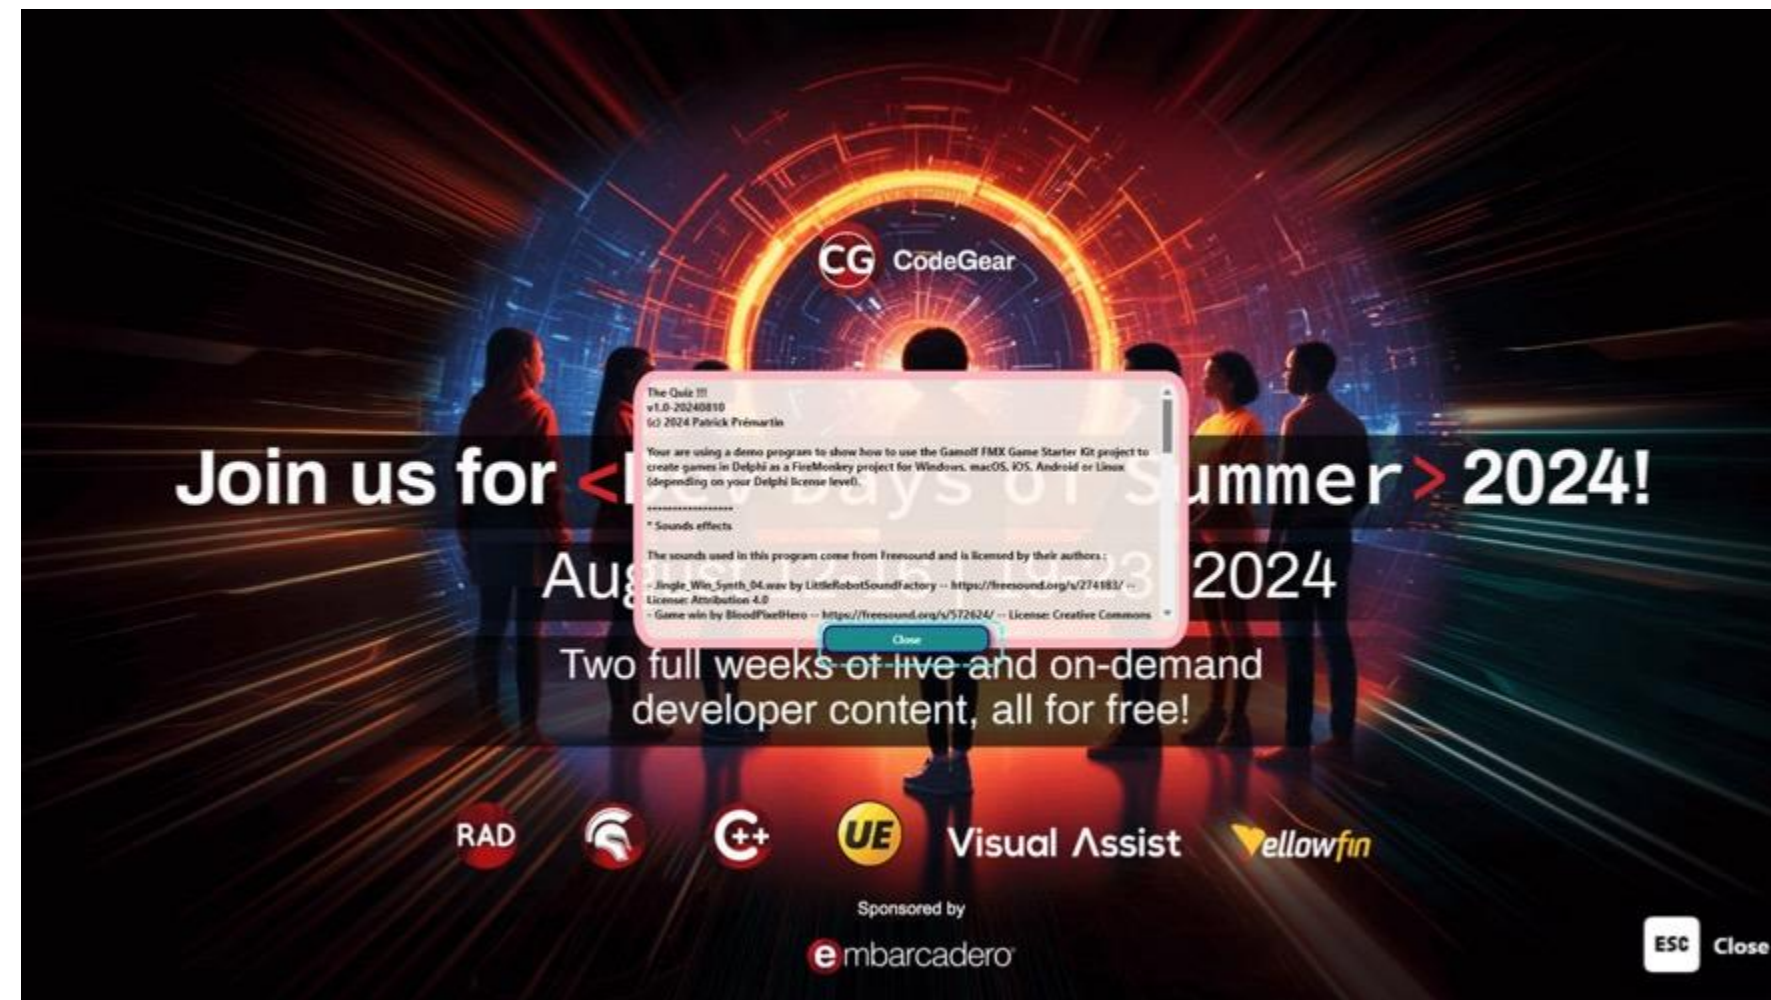 CG CodeGear
The Quiz !!!
v1.0-20240810
(c) 2024 Patrick Prémartin
Your are using a demo program to show how to use the Gamolf FMX Game Starter Kit project to
create games in Delphi as a FireMonkey project for Windows, macOS, iOS, Android or Linux
(depending on your Delphi license level).
******************
* Sounds effects
The sounds used in this program come from Freesound and is licensed by their authors :
- Jingle_Win_Synth_04.wav by LittleRobotSoundFactory -- https://freesound.org/s/274183/ --
License: Attribution 4.0
- Game win by BloodPixelHero -- https://freesound.org/s/572624/ -- License: Creative Commons
Close
Join us for <Dev Days of Summer> 2024!
August 2024
Two full weeks of live and on-demand
developer content, all for free!
RAD C++ UE Visual Assist Yellowfin
Sponsored by
embarcadero
ESC Close